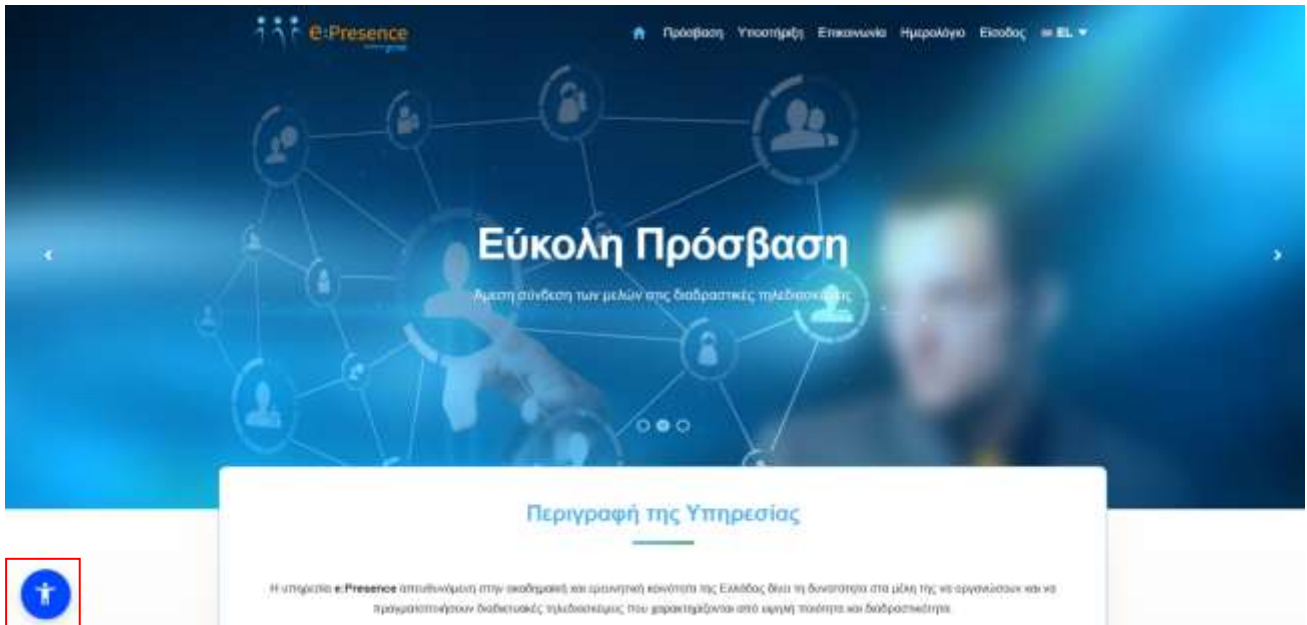 e:Presence
Πρόσβαση Υποστήριξη Επικοινωνία Ημερολόγιο Είσοδος EL
Εύκολη Πρόσβαση
Άμεση σύνδεση των μελών στις διαδραστικές τηλεδιασκέψεις
Περιγραφή της Υπηρεσίας
Η υπηρεσία e:Presence απευθυνόμενη στην ακαδημαϊκή και ερευνητική κοινότητα της Ελλάδος δίνει τη δυνατότητα στα μέλη της να οργανώσουν και να
πραγματοποιήσουν διαδικτυακές τηλεδιασκέψεις που χαρακτηρίζονται από υψηλή ποιότητα και διαδραστικότητα.